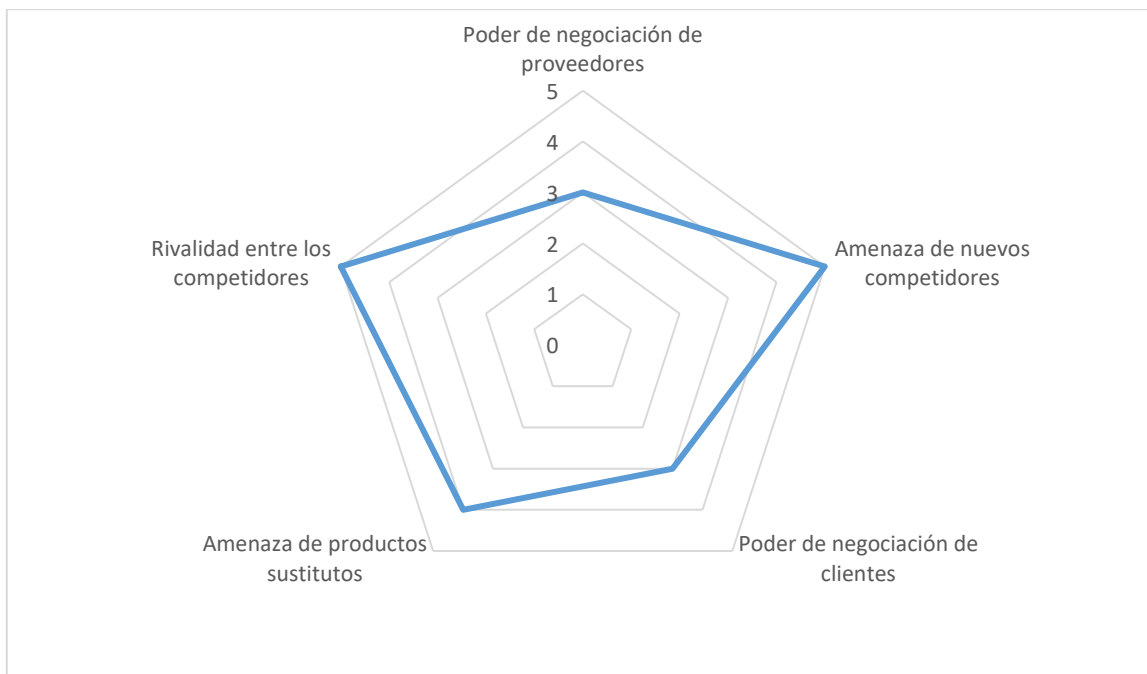 Poder de negociación de
proveedores
5
4
3
2
1
0
Rivalidad entre los
competidores
Amenaza de nuevos
competidores
Amenaza de productos
sustitutos
Poder de negociación de
clientes